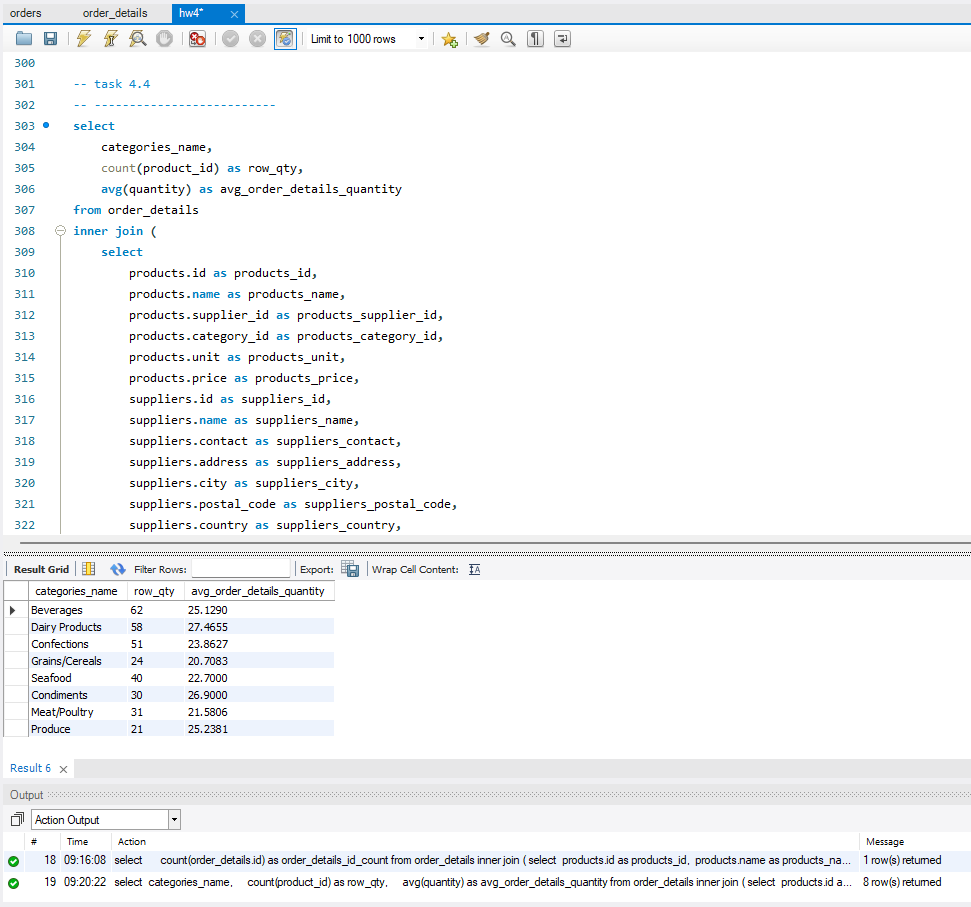 orders order_details hw4*
Limit to 1000 rows
300
301 -- task 4.4
302 -- --------------------------
303 select
304 categories_name,
305 count(product_id) as row_qty,
306 avg(quantity) as avg_order_details_quantity
307 from order_details
308 inner join (
309 select
310 products.id as products_id,
311 products.name as products_name,
312 products.supplier_id as products_supplier_id,
313 products.category_id as products_category_id,
314 products.unit as products_unit,
315 products.price as products_price,
316 suppliers.id as suppliers_id,
317 suppliers.name as suppliers_name,
318 suppliers.contact as suppliers_contact,
319 suppliers.address as suppliers_address,
320 suppliers.city as suppliers_city,
321 suppliers.postal_code as suppliers_postal_code,
322 suppliers.country as suppliers_country,
Result Grid Filter Rows: Export: Wrap Cell Content:
categories_name row_qty avg_order_details_quantity
Beverages 62 25.1290
Dairy Products 58 27.4655
Confections 51 23.8627
Grains/Cereals 24 20.7083
Seafood 40 22.7000
Condiments 30 26.9000
Meat/Poultry 31 21.5806
Produce 21 25.2381
Result 6
Output
Action Output
# Time Action Message
18 09:16:08 select count(order_details.id) as order_details_id_count from order_details inner join ( select products.id as products_id, products.name as products_na... 1 row(s) returned
19 09:20:22 select categories_name, count(product_id) as row_qty, avg(quantity) as avg_order_details_quantity from order_details inner join ( select products.id a... 8 row(s) returned